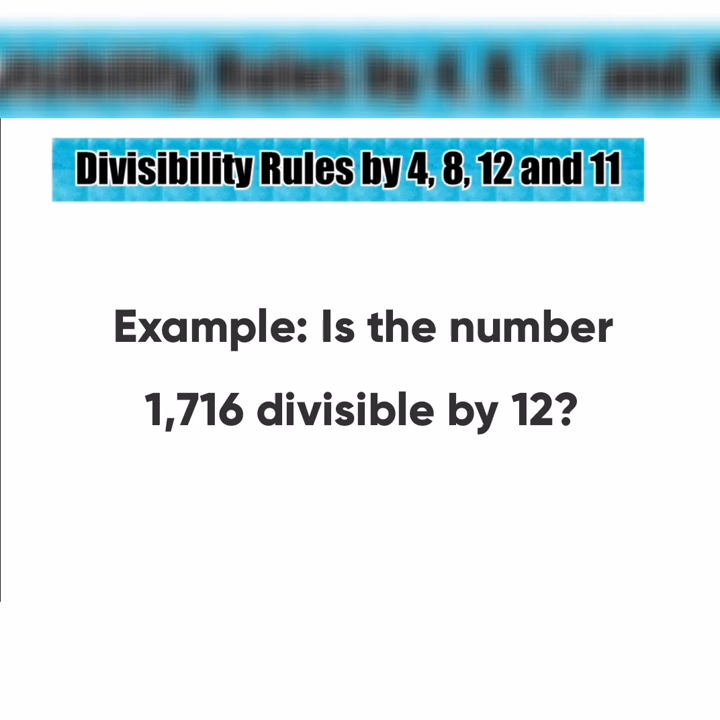 Divisibility Rules by 4, 8, 12 and 11
Example: Is the number
1,716 divisible by 12?